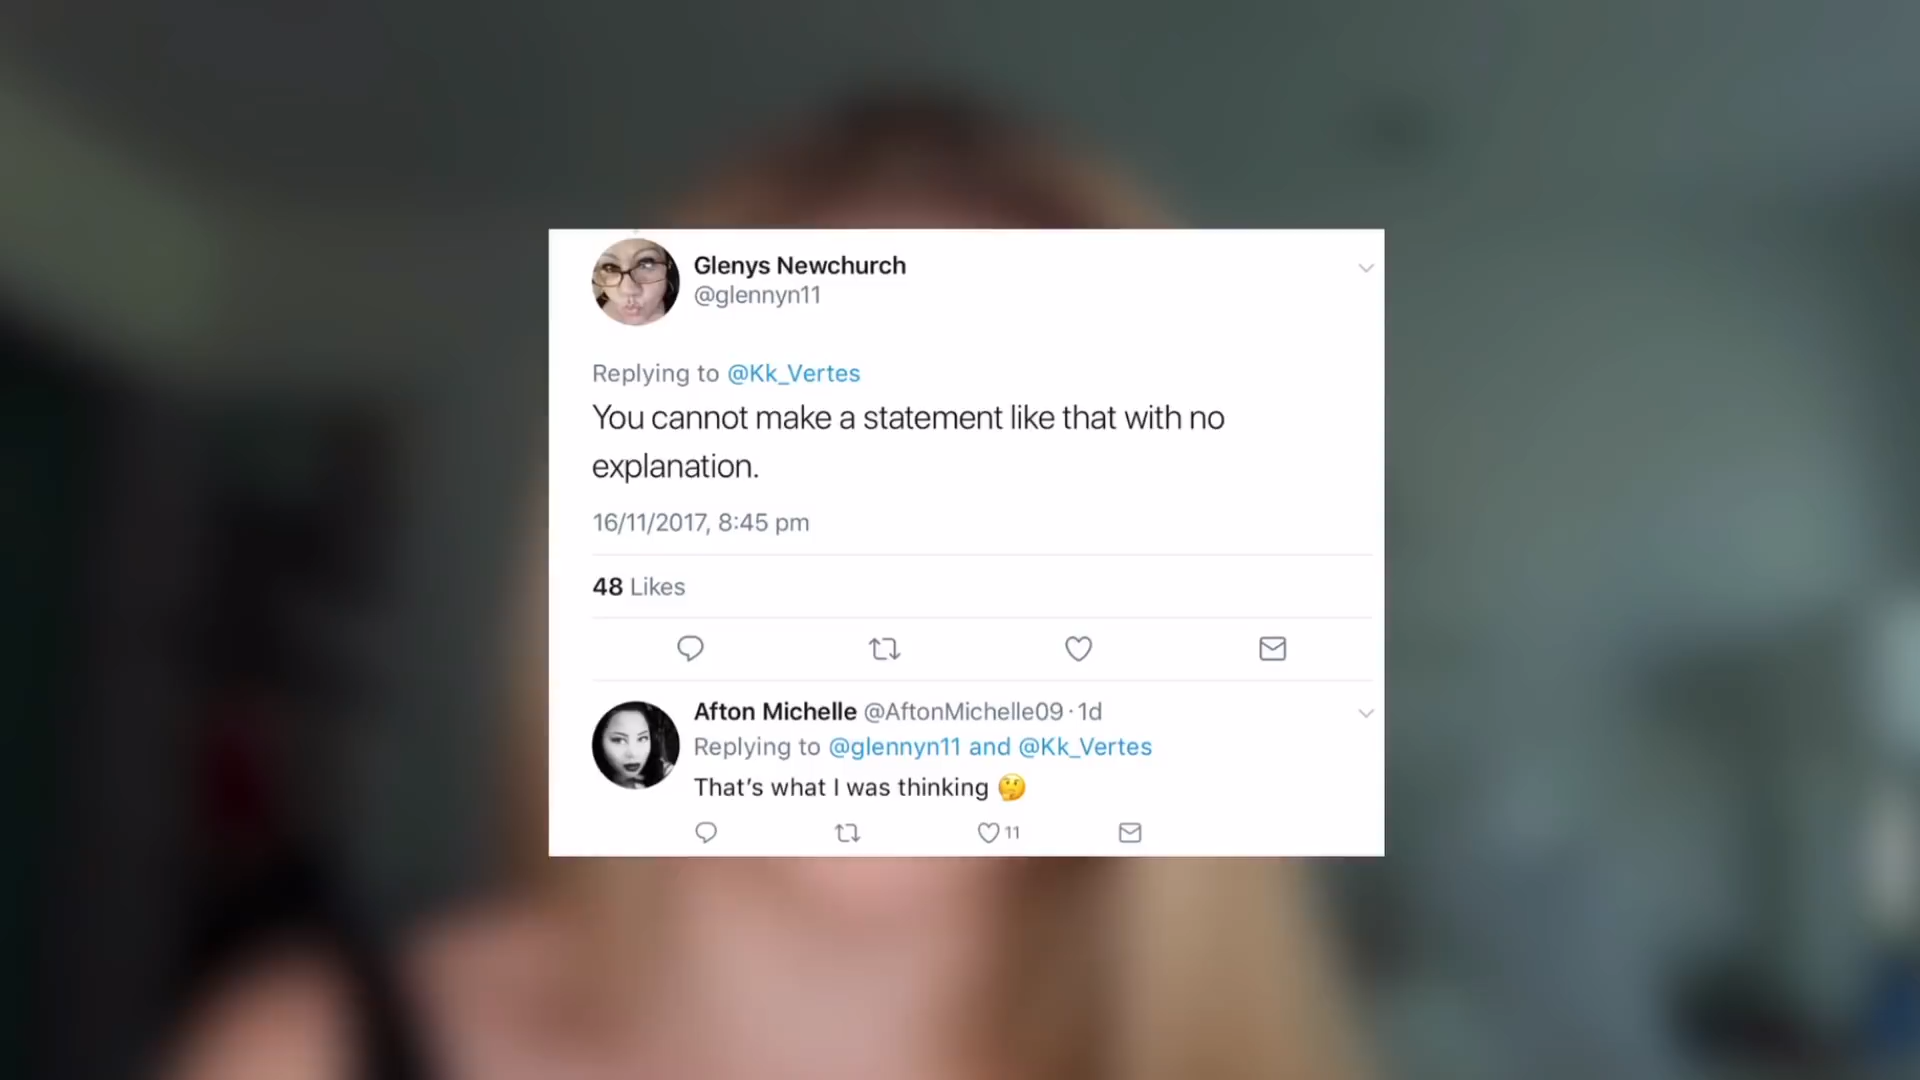 Glenys Newchurch
@glennyn11
Replying to @Kk_Vertes
You cannot make a statement like that with no
explanation.
16/11/2017, 8:45 pm
48 Likes
Afton Michelle @AftonMichelle09 · 1d
Replying to @glennyn11 and @Kk_Vertes
That's what I was thinking 🤔
11